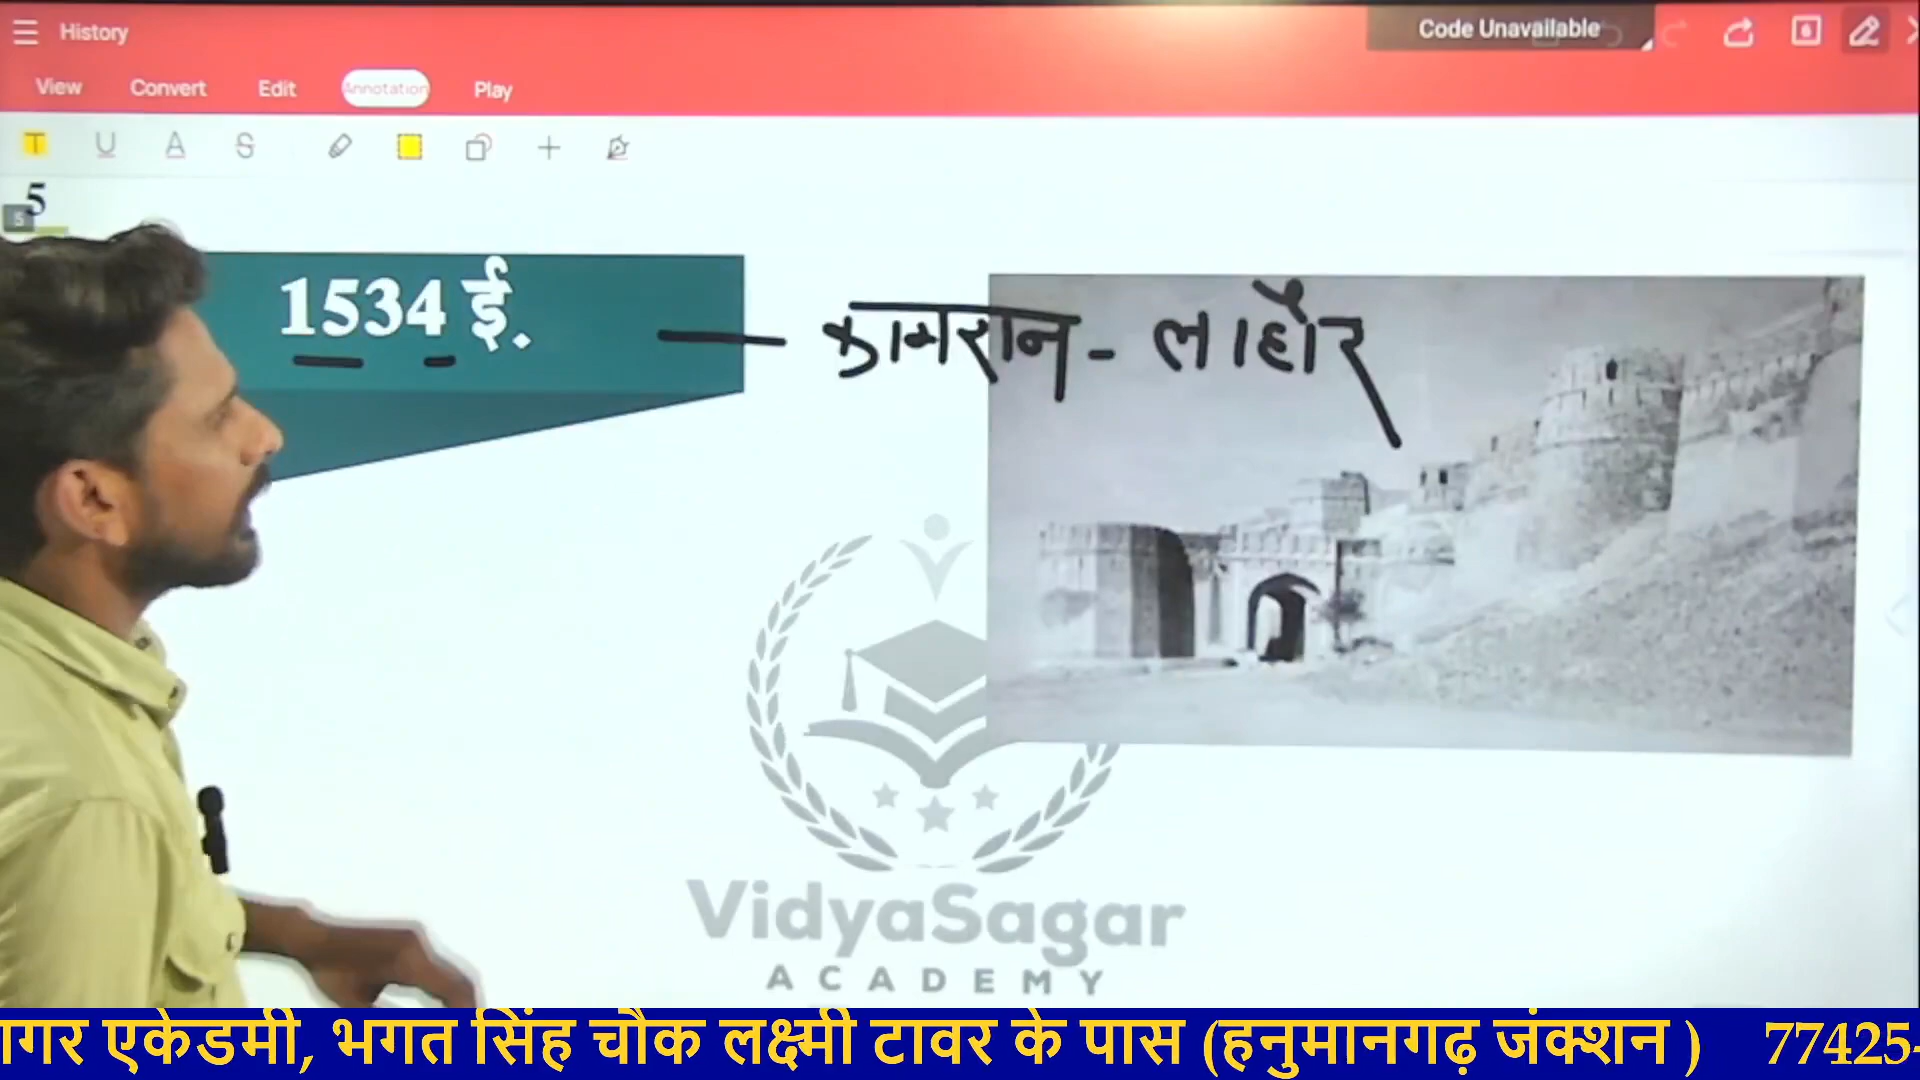 History
Code Unavailable
View Convert Edit Annotation Play
T U A S
5
5
1534 ई.
कामरान - लाहौर
VidyaSagar
ACADEMY
गर एकेडमी, भगत सिंह चौक लक्ष्मी टावर के पास (हनुमानगढ़ जंक्शन ) 77425-